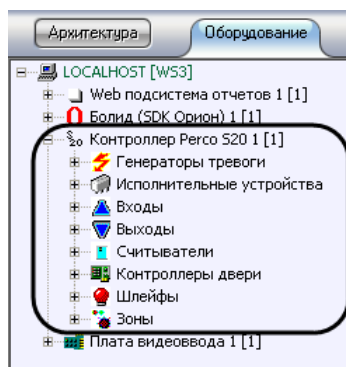 Архитектура Оборудование
LOCALHOST [WS3]
Web подсистема отчетов 1 [1]
Болид (SDK Орион) 1 [1]
Контроллер Perco S20 1 [1]
Генераторы тревоги
Исполнительные устройства
Входы
Выходы
Считыватели
Контроллеры двери
Шлейфы
Зоны
Плата видеоввода 1 [1]